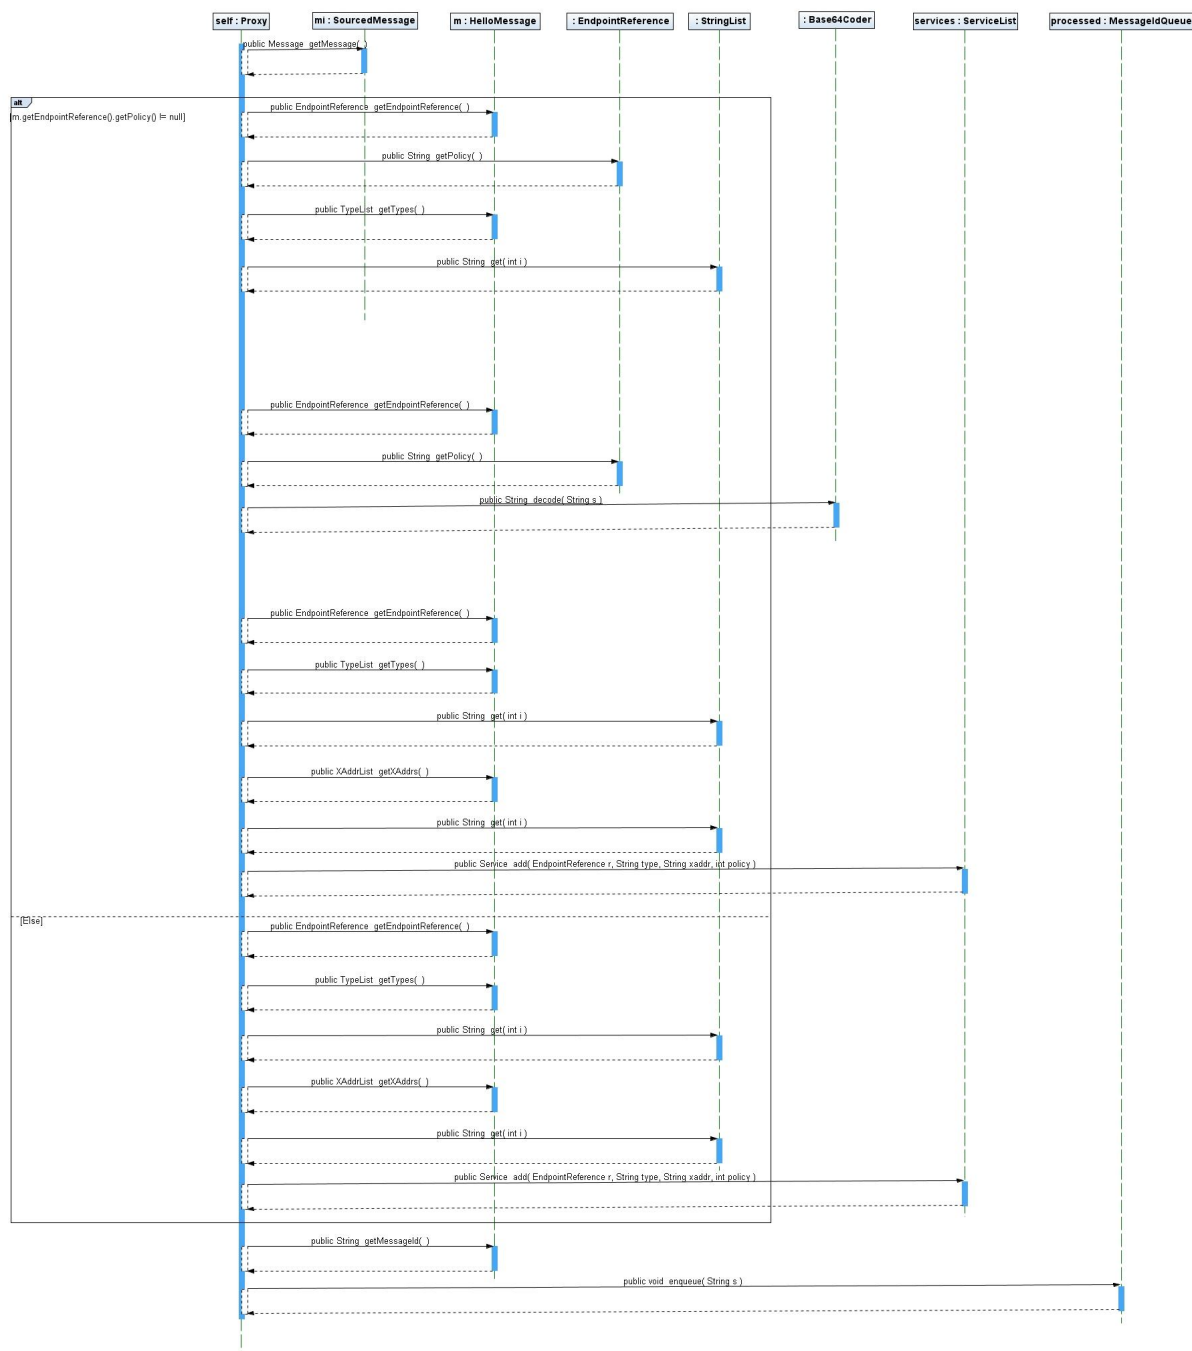 self : Proxy
mi : SourcedMessage
m : HelloMessage
: EndpointReference
: StringList
: Base64Coder
services : ServiceList
processed : MessageIdQueue
public Message getMessage( )
alt
[m.getEndpointReference().getPolicy() != null]
public EndpointReference getEndpointReference( )
public String getPolicy( )
public TypeList getTypes( )
public String get( int i )
public EndpointReference getEndpointReference( )
public String getPolicy( )
public String decode( String s )
public EndpointReference getEndpointReference( )
public TypeList getTypes( )
public String get( int i )
public XAddrList getXAddrs( )
public String get( int i )
public Service add( EndpointReference r, String type, String xaddr, int policy )
[Else]
public EndpointReference getEndpointReference( )
public TypeList getTypes( )
public String get( int i )
public XAddrList getXAddrs( )
public String get( int i )
public Service add( EndpointReference r, String type, String xaddr, int policy )
public String getMessageId( )
public void enqueue( String s )